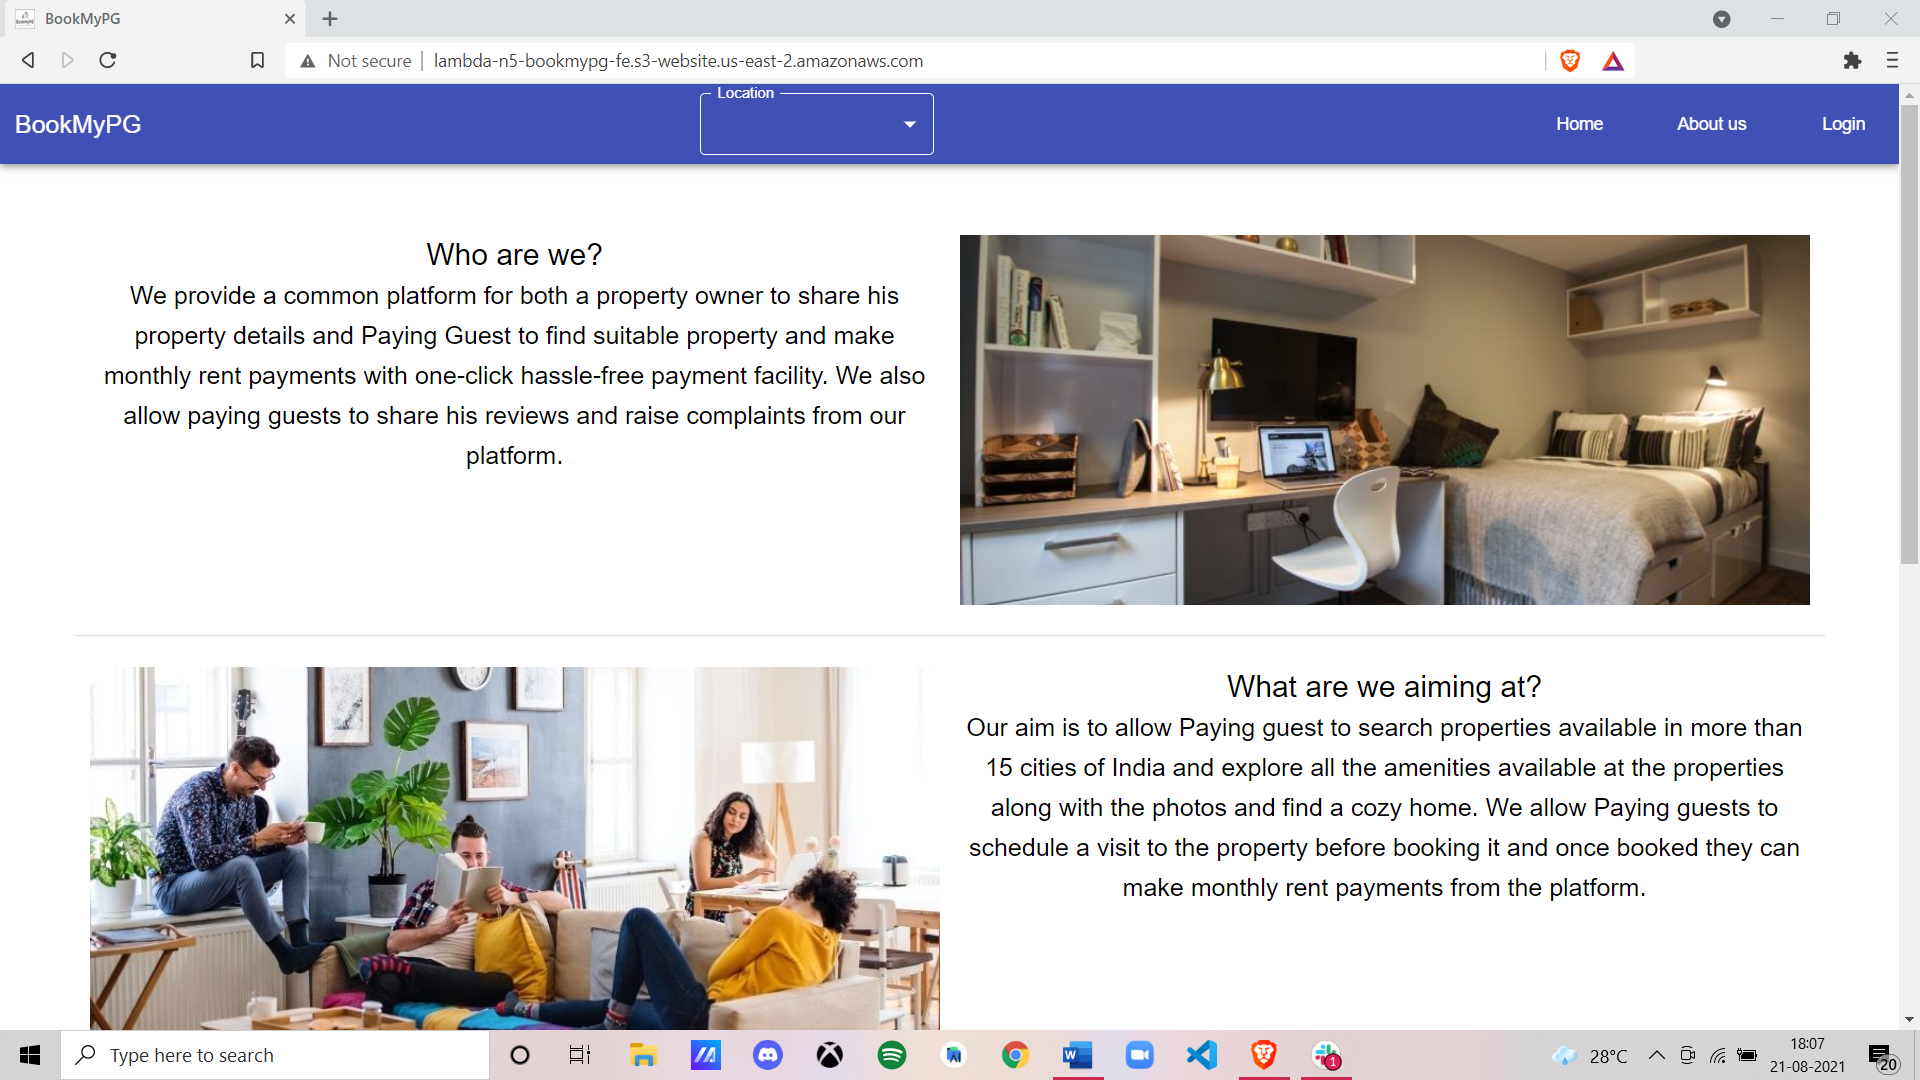 BookMyPG
Not secure
lambda-n5-bookmypg-fe.s3-website.us-east-2.amazonaws.com
BookMyPG
Location
Home
About us
Login
Who are we?
We provide a common platform for both a property owner to share his
property details and Paying Guest to find suitable property and make
monthly rent payments with one-click hassle-free payment facility. We also
allow paying guests to share his reviews and raise complaints from our
platform.
What are we aiming at?
Our aim is to allow Paying guest to search properties available in more than
15 cities of India and explore all the amenities available at the properties
along with the photos and find a cozy home. We allow Paying guests to
schedule a visit to the property before booking it and once booked they can
make monthly rent payments from the platform.
Type here to search
W
1
28°C
18:07
21-08-2021
20